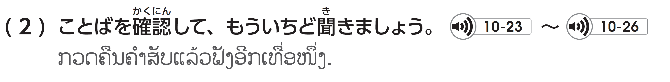 ( 2 ) ことばを確認して、もういちど聞きましょう。 10-23 ～ 10-26
ກວດຄືນຄຳສັບແລ້ວຟັງອີກເທື່ອໜຶ່ງ.